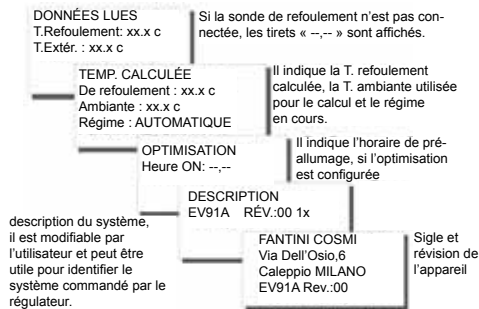 DONNÉES LUES
T.Refoulement: xx.x c
T.Extér. : xx.x c
Si la sonde de refoulement n'est pas con-
nectée, les tirets « --,-- » sont affichés.
TEMP. CALCULÉE
De refoulement : xx.x c
Ambiante : xx.x c
Régime : AUTOMATIQUE
Il indique la T. refoulement
calculée, la T. ambiante utilisée
pour le calcul et le régime
en cours.
OPTIMISATION
Heure ON: --,--
Il indique l'horaire de pré-
allumage, si l'optimisation
est configurée
DESCRIPTION
EV91A RÉV.:00 1x
description du système,
il est modifiable par
l'utilisateur et peut être
utile pour identifier le
système commandé par le
régulateur.
FANTINI COSMI
Via Dell'Osio,6
Caleppio MILANO
EV91A Rev.:00
Sigle et
révision de
l'appareil